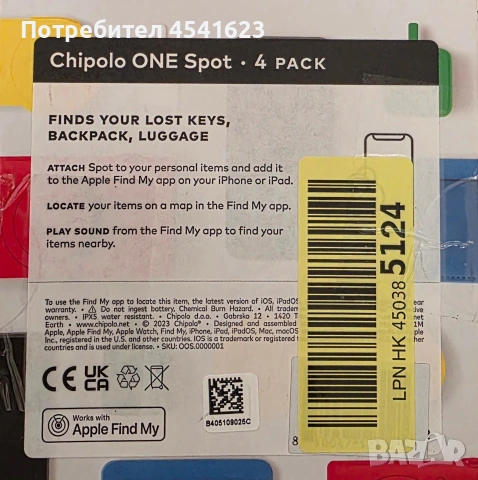 Потребител 4541623
Chipolo ONE Spot · 4 PACK
FINDS YOUR LOST KEYS,
BACKPACK, LUGGAGE
ATTACH Spot to your personal items and add it
to the Apple Find My app on your iPhone or iPad.
LOCATE your items on a map in the Find My app.
PLAY SOUND from the Find My app to find your
items nearby.
To use the Find My app to locate this item, the latest version of iOS, iPadOS
warranty. • ⚠ Do not ingest battery, Chemical Burn Hazard. • All tradem
owners. • IPX5 water resistant. • Chipolo d.o.o. • Gabrska 12 • 1420 T
Earth • www.chipolo.net • © 2023 Chipolo® • Designed and assembled
Apple, Apple Find My, Apple Watch, Find My, iPhone, iPad, iPadOS, macOS
in the U.S. and other countries. IOS is a trademark or registered tradema
and is used under license. • SKU: OOS.0000001
CE UK CA
B405109025C
Works with
Apple Find My
LPN HK 450385124
BAZAR